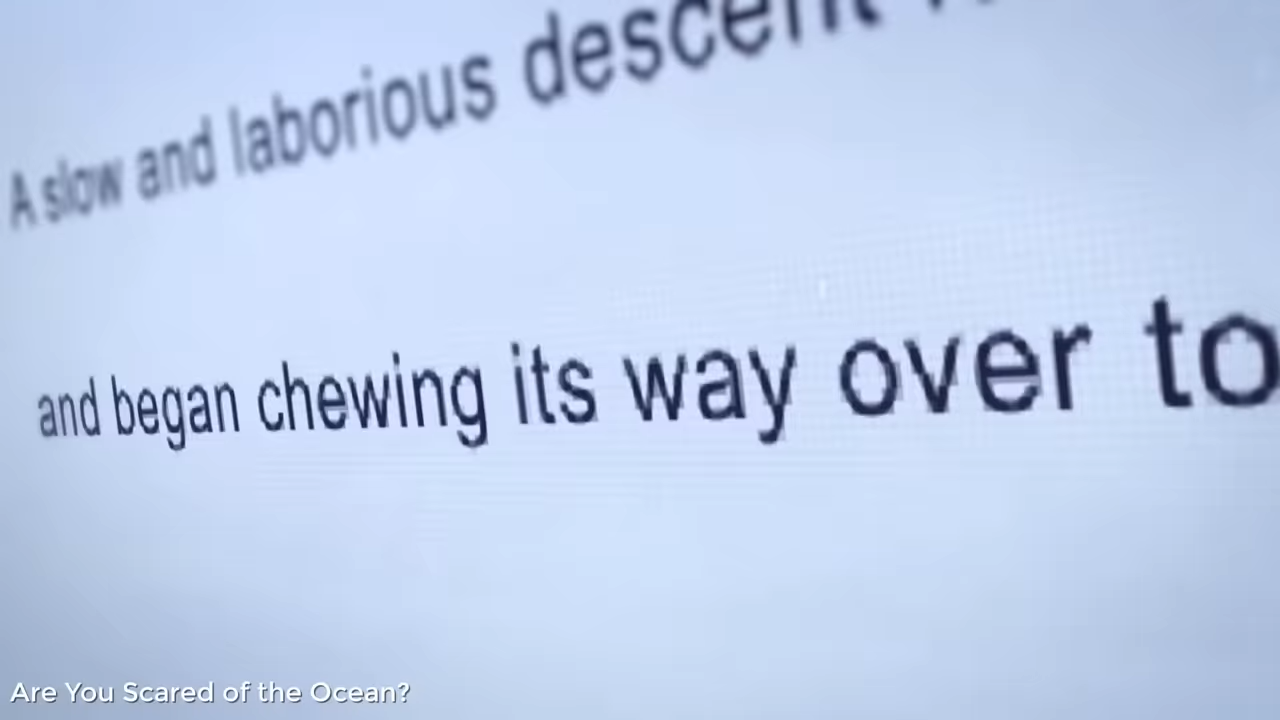 A slow and laborious descent
and began chewing its way over to
Are You Scared of the Ocean?